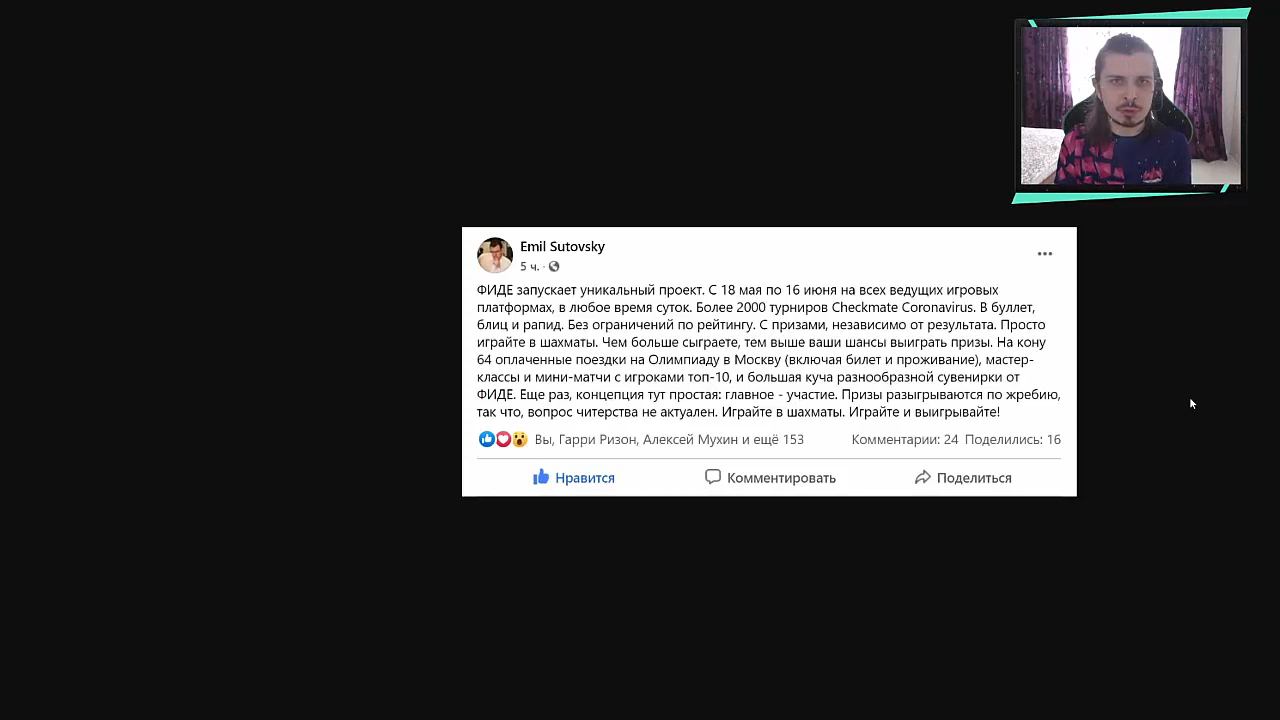 Emil Sutovsky
5 ч. ·
ФИДЕ запускает уникальный проект. С 18 мая по 16 июня на всех ведущих игровых
платформах, в любое время суток. Более 2000 турниров Checkmate Coronavirus. В буллет,
блиц и рапид. Без ограничений по рейтингу. С призами, независимо от результата. Просто
играйте в шахматы. Чем больше сыграете, тем выше ваши шансы выиграть призы. На кону
64 оплаченные поездки на Олимпиаду в Москву (включая билет и проживание), мастер-
классы и мини-матчи с игроками топ-10, и большая куча разнообразной сувенирки от
ФИДЕ. Еще раз, концепция тут простая: главное - участие. Призы разыгрываются по жребию,
так что, вопрос читерства не актуален. Играйте в шахматы. Играйте и выигрывайте!
Вы, Гарри Ризон, Алексей Мухин и ещё 153 Комментарии: 24 Поделились: 16
Нравится Комментировать Поделиться